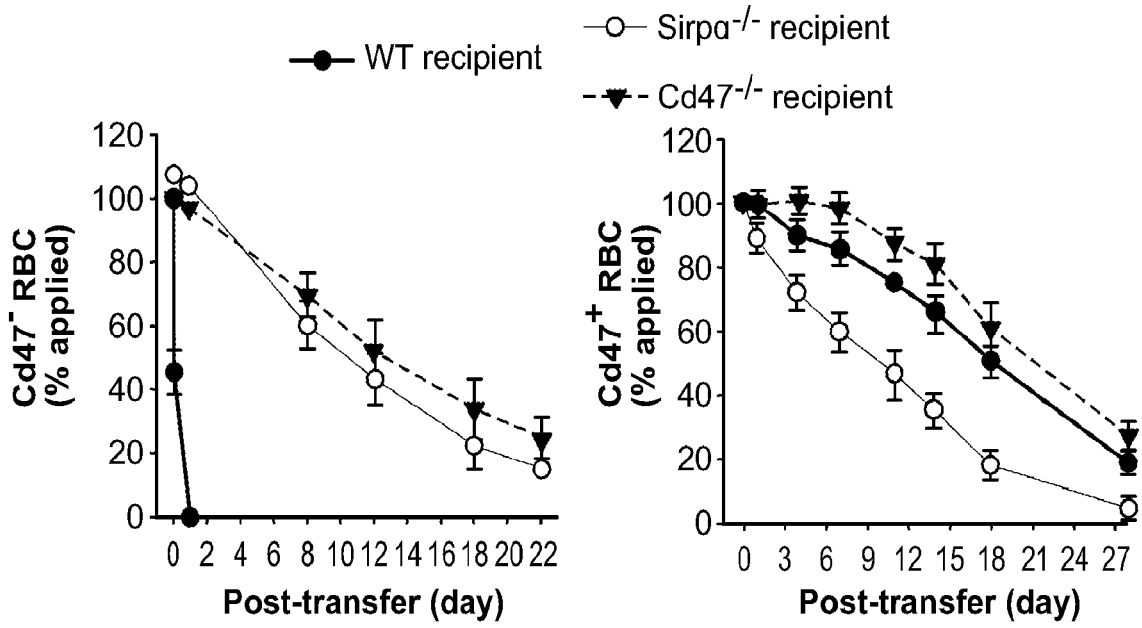 WT recipient
Sirpα-/- recipient
Cd47-/- recipient
Cd47- RBC
(% applied)
120
100
80
60
40
20
0
0 2 4 6 8 10 12 14 16 18 20 22
Post-transfer (day)
Cd47+ RBC
(% applied)
120
100
80
60
40
20
0
0 3 6 9 12 15 18 21 24 27
Post-transfer (day)